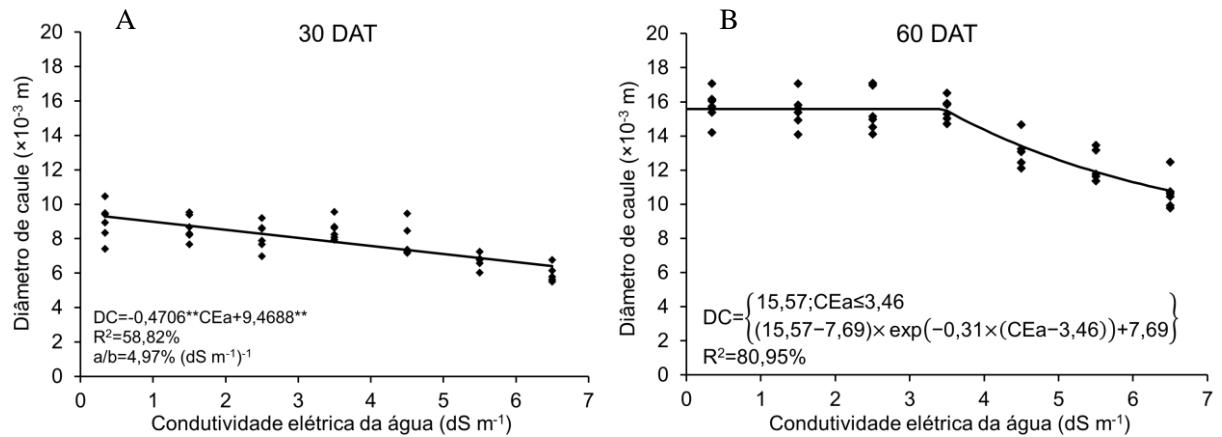 A
30 DAT
Diâmetro de caule (×10⁻³ m)
20
18
16
14
12
10
8
6
4
2
0
DC=-0,4706**CEa+9,4688**
R²=58,82%
a/b=4,97% (dS m⁻¹)⁻¹
0 1 2 3 4 5 6 7
Condutividade elétrica da água (dS m⁻¹)
B
60 DAT
Diâmetro de caule (×10⁻³ m)
20
18
16
14
12
10
8
6
4
2
0
15,57;CEa≤3,46
DC={(15,57−7,69)×exp(−0,31×(CEa−3,46))+7,69}
R²=80,95%
0 1 2 3 4 5 6 7
Condutividade elétrica da água (dS m⁻¹)